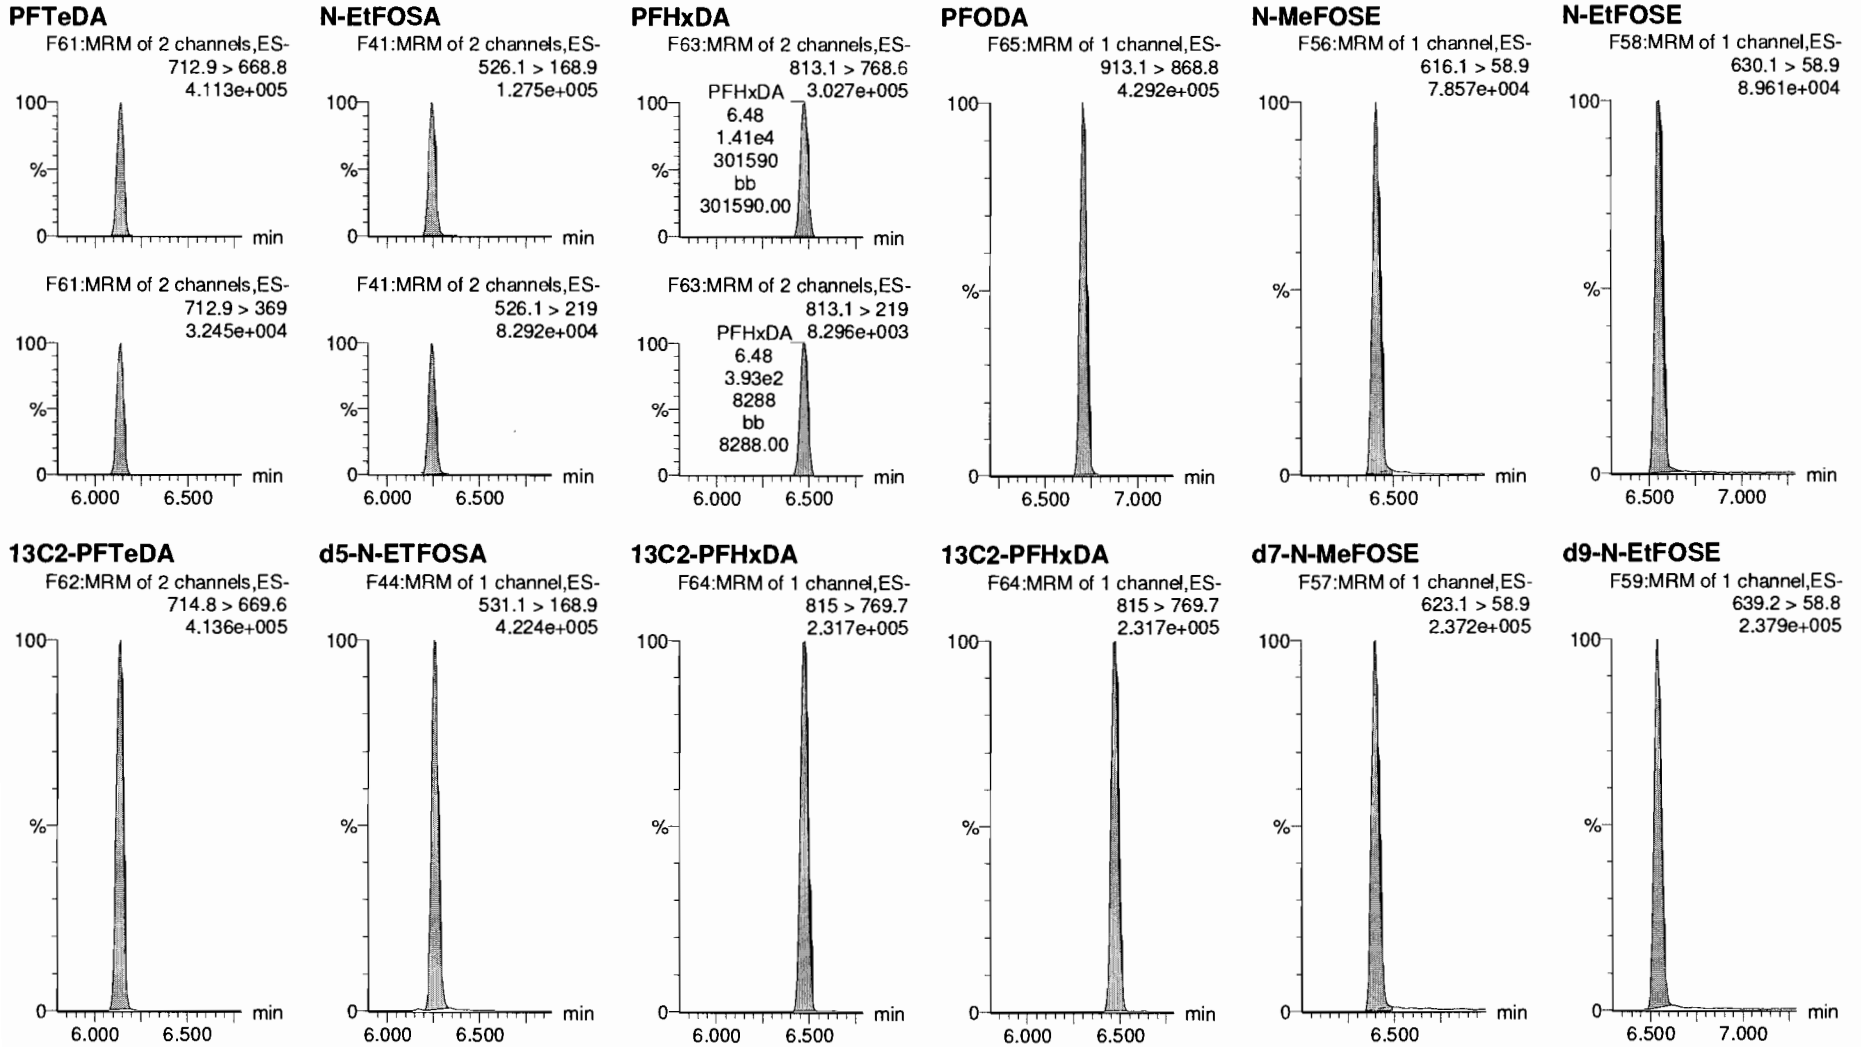 PFTeDA
F61:MRM of 2 channels,ES-
712.9 > 668.8
4.113e+005
100
%
0
min
F61:MRM of 2 channels,ES-
712.9 > 369
3.245e+004
100
%
0
min
6.000 6.500
N-EtFOSA
F41:MRM of 2 channels,ES-
526.1 > 168.9
1.275e+005
100
%
0
min
F41:MRM of 2 channels,ES-
526.1 > 219
8.292e+004
100
%
0
min
6.000 6.500
PFHxDA
F63:MRM of 2 channels,ES-
813.1 > 768.6
3.027e+005
PFHxDA
6.48
1.41e4
301590
bb
301590.00
100
%
0
min
F63:MRM of 2 channels,ES-
813.1 > 219
8.296e+003
PFHxDA
6.48
3.93e2
8288
bb
8288.00
100
%
0
min
6.000 6.500
PFODA
F65:MRM of 1 channel,ES-
913.1 > 868.8
4.292e+005
100
%
0
min
6.500 7.000
N-MeFOSE
F56:MRM of 1 channel,ES-
616.1 > 58.9
7.857e+004
100
%
0
min
6.500
N-EtFOSE
F58:MRM of 1 channel,ES-
630.1 > 58.9
8.961e+004
100
%
0
min
6.500 7.000
13C2-PFTeDA
F62:MRM of 2 channels,ES-
714.8 > 669.6
4.136e+005
100
%
0
min
6.000 6.500
d5-N-ETFOSA
F44:MRM of 1 channel,ES-
531.1 > 168.9
4.224e+005
100
%
0
min
6.000 6.500
13C2-PFHxDA
F64:MRM of 1 channel,ES-
815 > 769.7
2.317e+005
100
%
0
min
6.000 6.500
13C2-PFHxDA
F64:MRM of 1 channel,ES-
815 > 769.7
2.317e+005
100
%
0
min
6.000 6.500
d7-N-MeFOSE
F57:MRM of 1 channel,ES-
623.1 > 58.9
2.372e+005
100
%
0
min
6.500
d9-N-EtFOSE
F59:MRM of 1 channel,ES-
639.2 > 58.8
2.379e+005
100
%
0
min
6.500 7.000